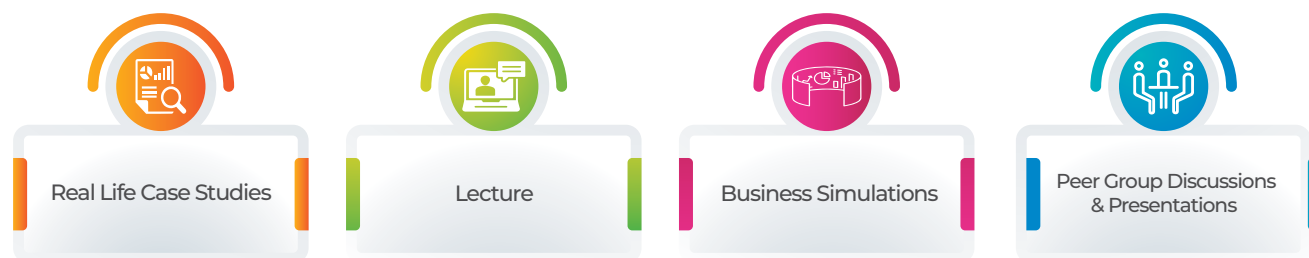 Real Life Case Studies
Lecture
Business Simulations
Peer Group Discussions
& Presentations